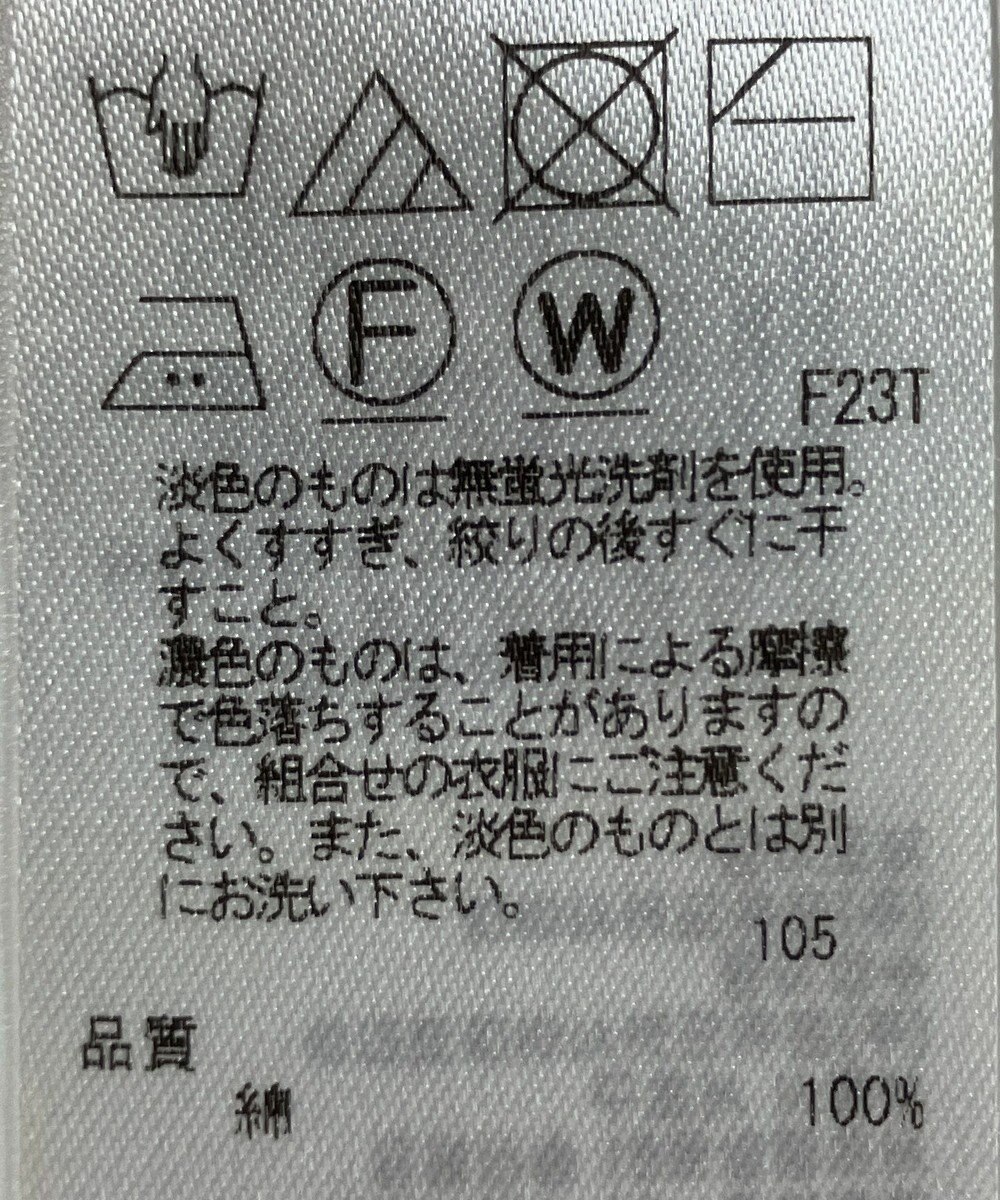 F
W
F23T
淡色のものは無蛍光洗剤を使用。
よくすすぎ、絞りの後すぐに干
すこと。
濃色のものは、着用による摩擦
で色落ちすることがありますの
で、組合せの衣服にご注意くだ
さい。また、淡色のものとは別
にお洗い下さい。
105
品質
綿 100%